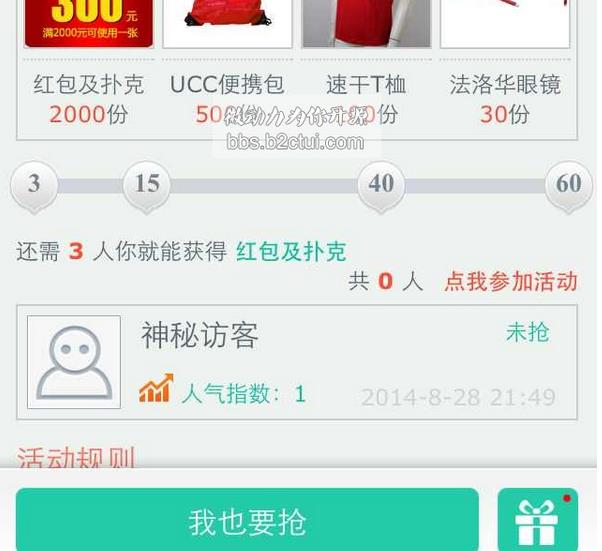 300元
满2000元可使用一张
红包及扑克 UCC便携包 速干T桖 法洛华眼镜
2000份 50 份 0份 30份
微动力为你开源
bbs.b2ctui.com
3 15 40 60
还需 3 人你就能获得 红包及扑克
共 0 人 点我参加活动
神秘访客 未抢
人气指数: 1 2014-8-28 21:49
活动规则
我也要抢